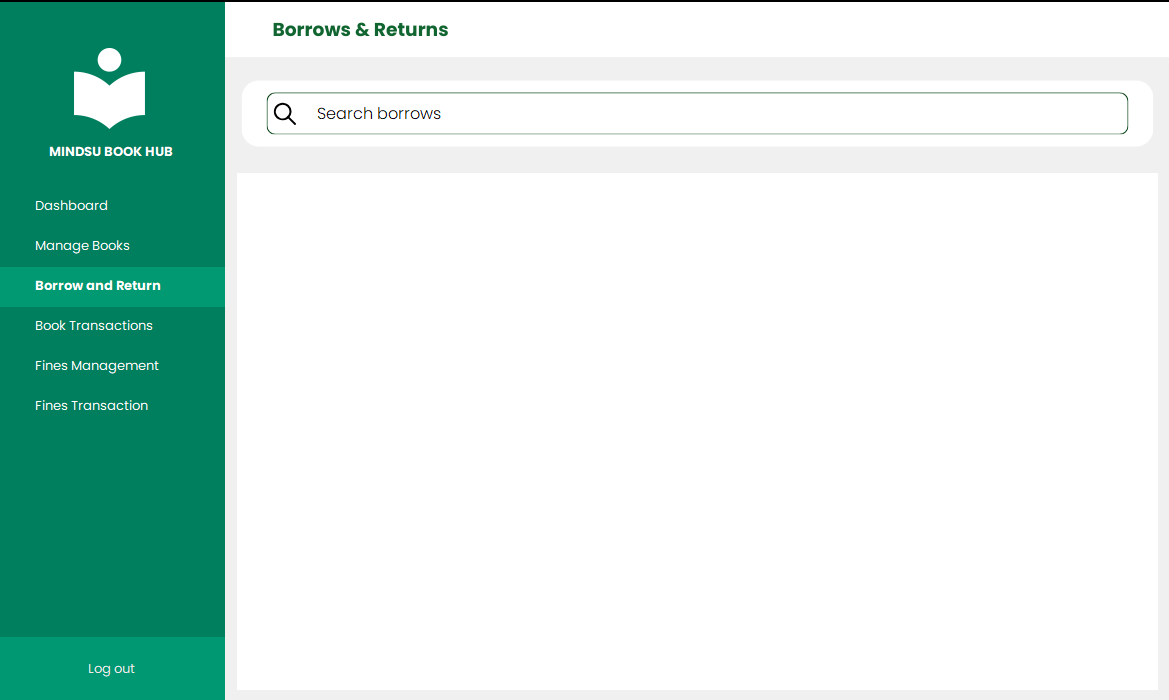 MINDSU BOOK HUB
Dashboard
Manage Books
Borrow and Return
Book Transactions
Fines Management
Fines Transaction
Log out
Borrows & Returns
Search borrows